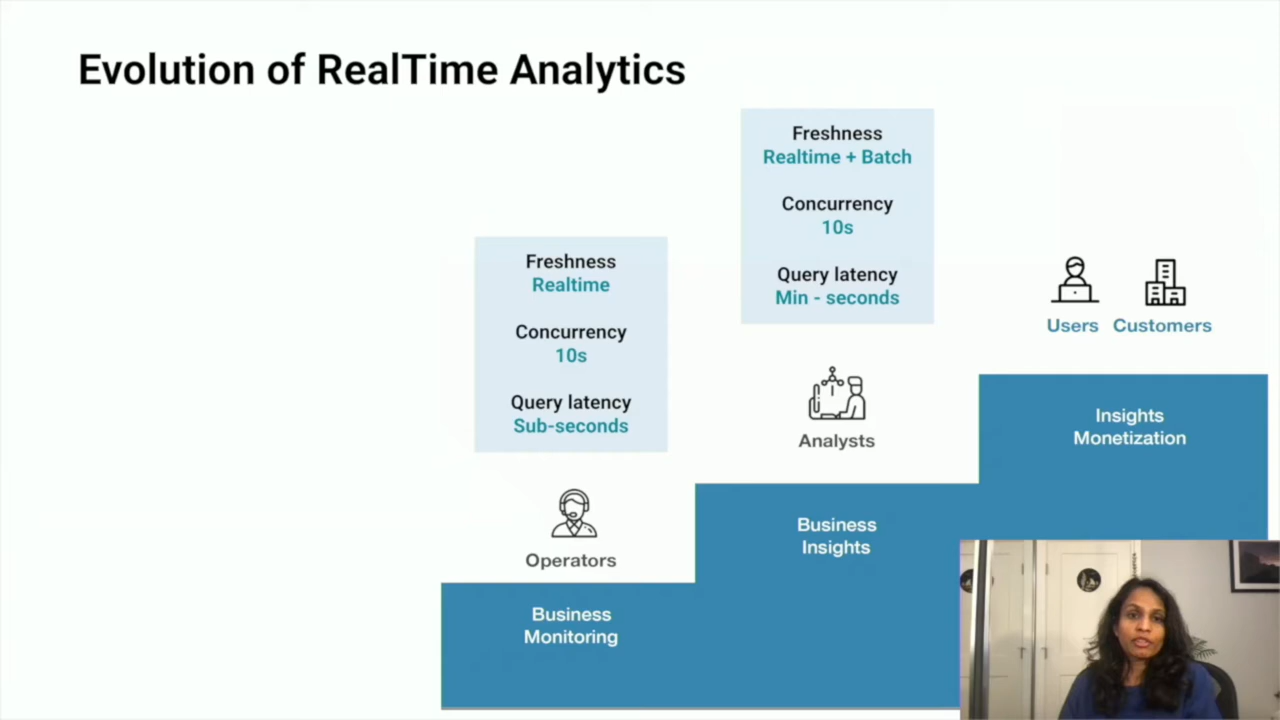 Evolution of RealTime Analytics
Freshness
Realtime
Concurrency
10s
Query latency
Sub-seconds
Operators
Business
Monitoring
Freshness
Realtime + Batch
Concurrency
10s
Query latency
Min - seconds
Analysts
Business
Insights
Users
Customers
Insights
Monetization